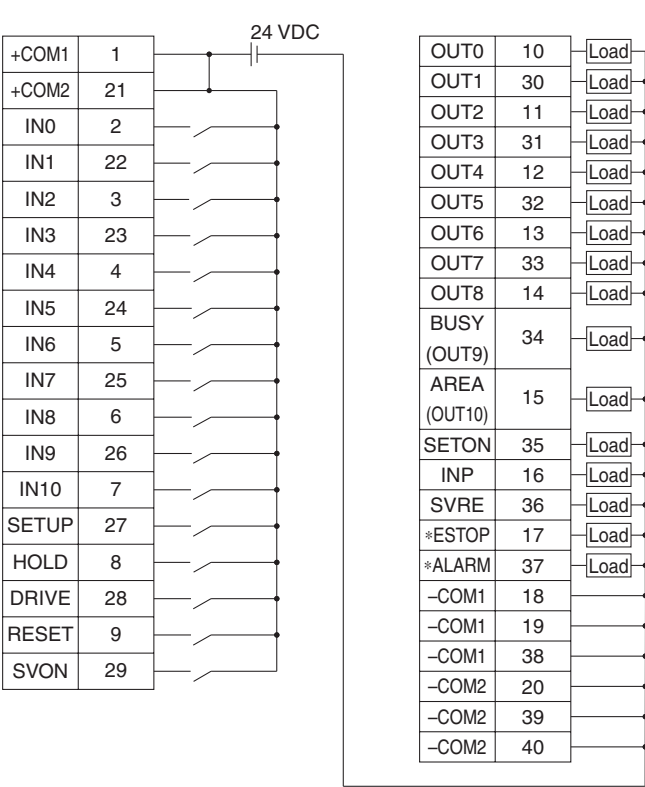 24 VDC
+COM1 1
+COM2 21
IN0 2
IN1 22
IN2 3
IN3 23
IN4 4
IN5 24
IN6 5
IN7 25
IN8 6
IN9 26
IN10 7
SETUP 27
HOLD 8
DRIVE 28
RESET 9
SVON 29
OUT0 10 Load
OUT1 30 Load
OUT2 11 Load
OUT3 31 Load
OUT4 12 Load
OUT5 32 Load
OUT6 13 Load
OUT7 33 Load
OUT8 14 Load
BUSY
(OUT9) 34 Load
AREA
(OUT10) 15 Load
SETON 35 Load
INP 16 Load
SVRE 36 Load
*ESTOP 17 Load
*ALARM 37 Load
–COM1 18
–COM1 19
–COM1 38
–COM2 20
–COM2 39
–COM2 40